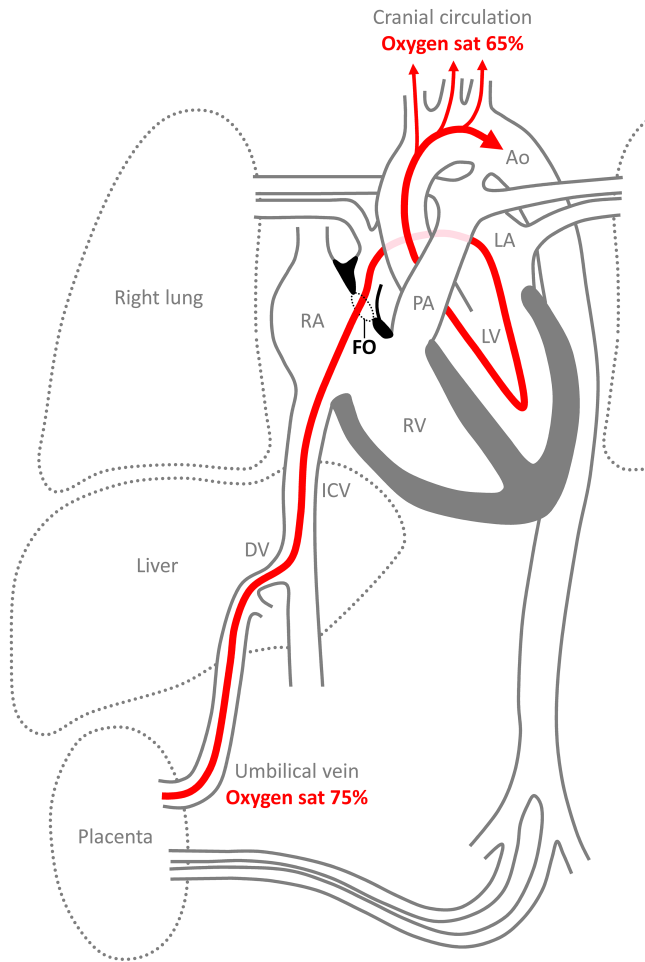 Cranial circulation
Oxygen sat 65%
Ao
LA
Right lung
RA
PA
LV
FO
RV
ICV
DV
Liver
Umbilical vein
Oxygen sat 75%
Placenta